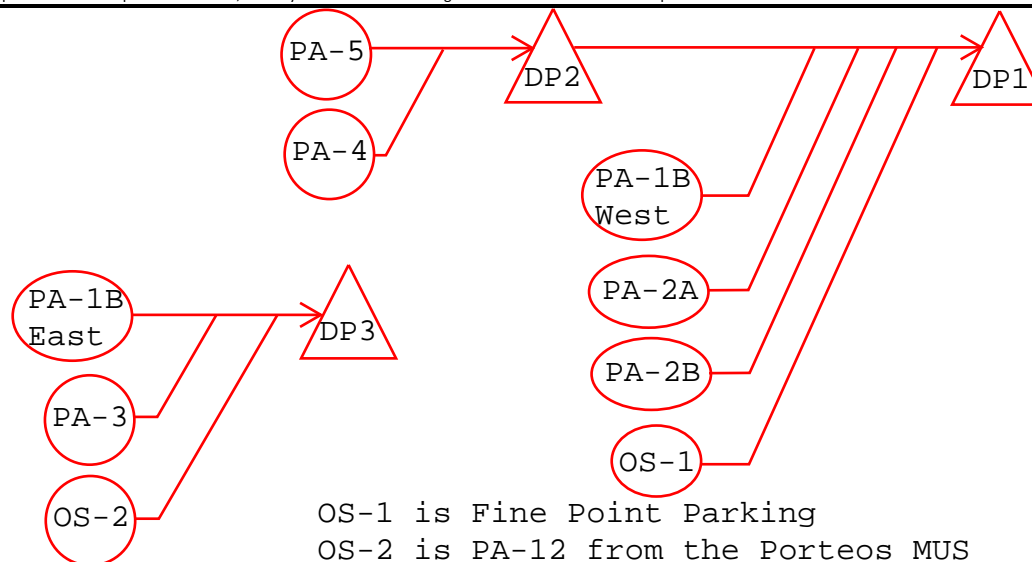 PA-5
DP2
DP1
PA-4
PA-1B
West
PA-2A
PA-1B
East
DP3
PA-2B
PA-3
OS-1
OS-2
OS-1 is Fine Point Parking
OS-2 is PA-12 from the Porteos MUS